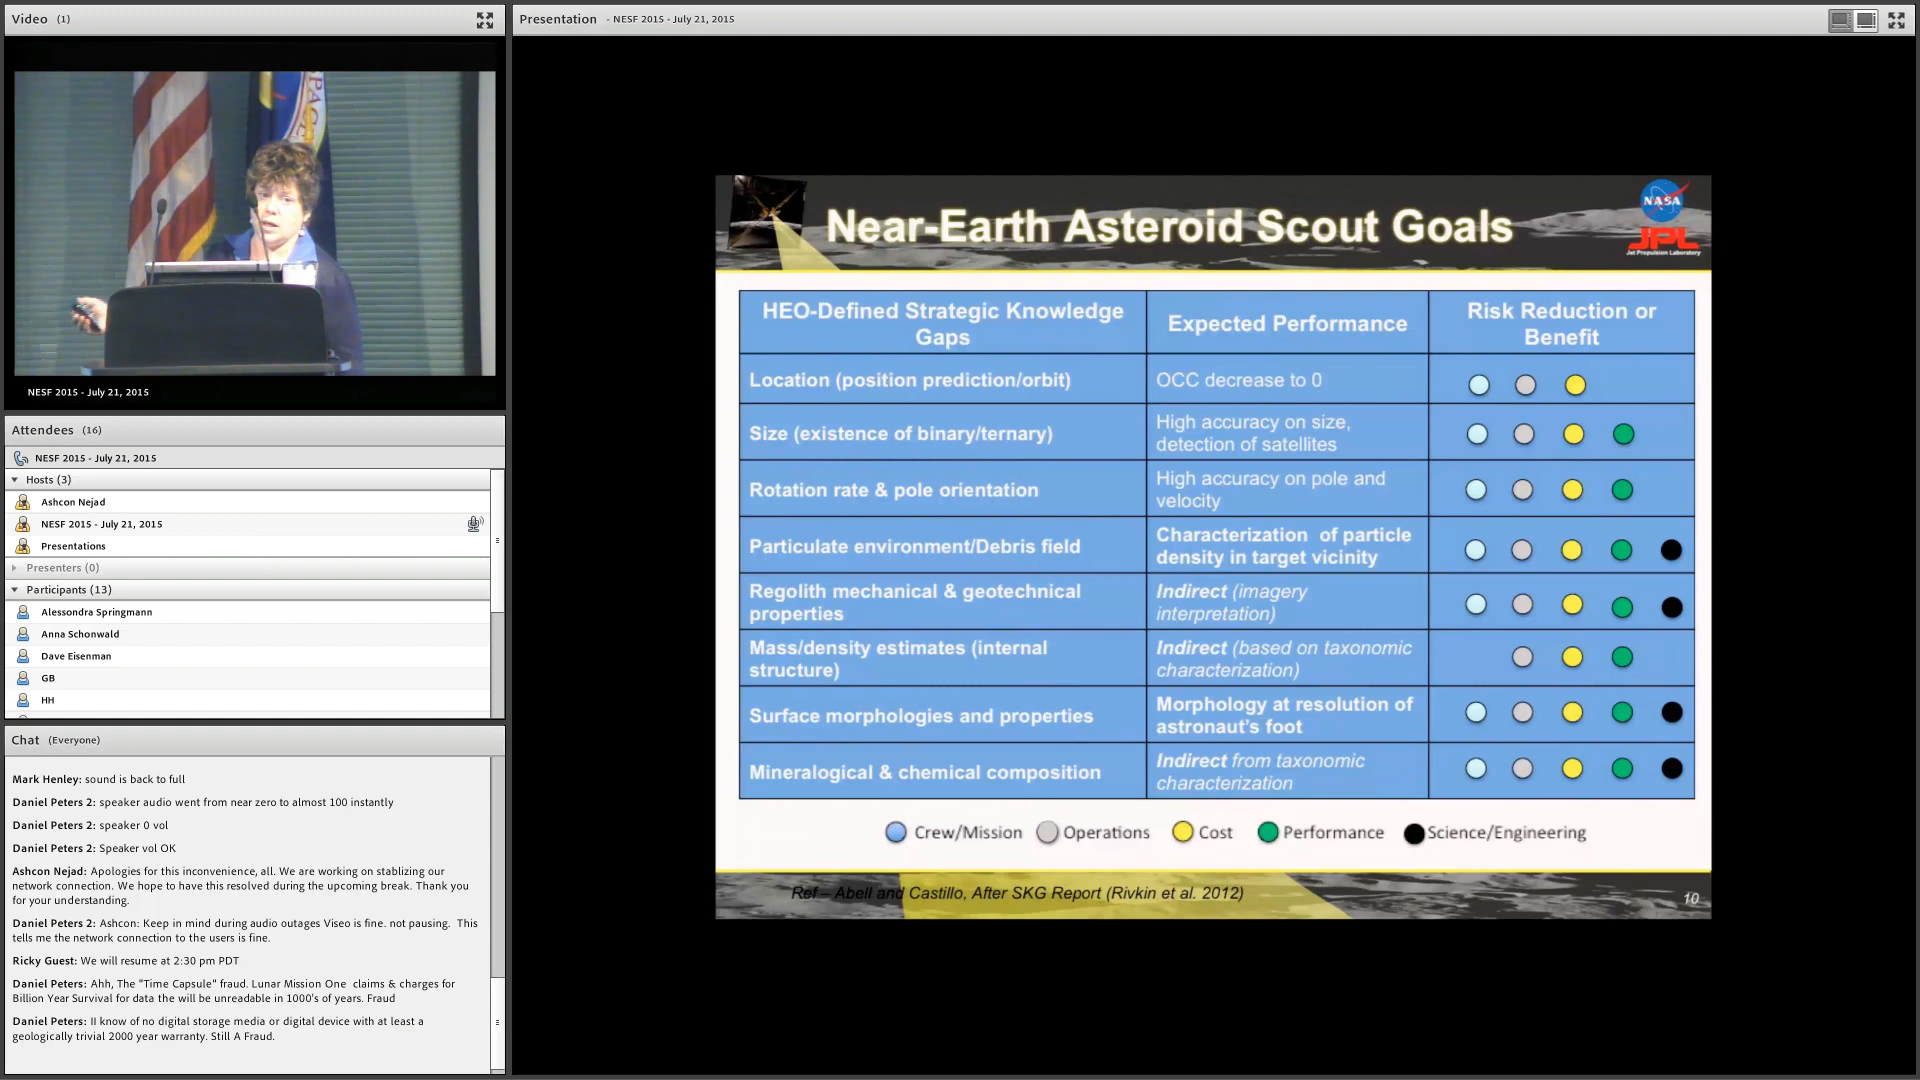 Video (1)
SPACE
NESF 2015 - July 21, 2015
Attendees (16)
NESF 2015 - July 21, 2015
Hosts (3)
Ashcon Nejad
NESF 2015 - July 21, 2015
Presentations
Presenters (0)
Participants (13)
Alessondra Springmann
Anna Schonwald
Dave Eisenman
GB
HH
Chat (Everyone)
Mark Henley: sound is back to full
Daniel Peters 2: speaker audio went from near zero to almost 100 instantly
Daniel Peters 2: speaker 0 vol
Daniel Peters 2: Speaker vol OK
Ashcon Nejad: Apologies for this inconvenience, all. We are working on stablizing our
network connection. We hope to have this resolved during the upcoming break. Thank you
for your understanding.
Daniel Peters 2: Ashcon: Keep in mind during audio outages Viseo is fine. not pausing. This
tells me the network connection to the users is fine.
Ricky Guest: We will resume at 2:30 pm PDT
Daniel Peters: Ahh, The "Time Capsule" fraud. Lunar Mission One claims & charges for
Billion Year Survival for data the will be unreadable in 1000's of years. Fraud
Daniel Peters: II know of no digital storage media or digital device with at least a
geologically trivial 2000 year warranty. Still A Fraud.
Presentation - NESF 2015 - July 21, 2015
Near-Earth Asteroid Scout Goals
NASA
JPL
Jet Propulsion Laboratory
HEO-Defined Strategic Knowledge
Gaps
Expected Performance
Risk Reduction or
Benefit
Location (position prediction/orbit)
OCC decrease to 0
Size (existence of binary/ternary)
High accuracy on size,
detection of satellites
Rotation rate & pole orientation
High accuracy on pole and
velocity
Particulate environment/Debris field
Characterization of particle
density in target vicinity
Regolith mechanical & geotechnical
properties
Indirect (imagery
interpretation)
Mass/density estimates (internal
structure)
Indirect (based on taxonomic
characterization)
Surface morphologies and properties
Morphology at resolution of
astronaut's foot
Mineralogical & chemical composition
Indirect from taxonomic
characterization
Crew/Mission Operations Cost Performance Science/Engineering
Ref – Abell and Castillo, After SKG Report (Rivkin et al. 2012)
10